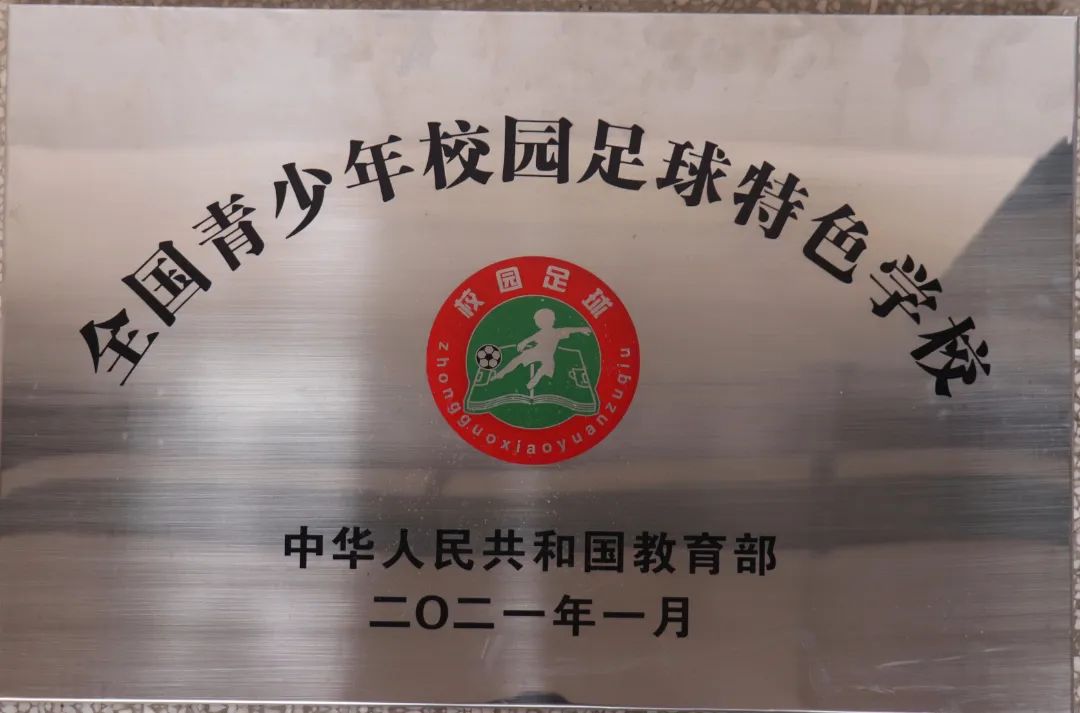 全国青少年校园足球特色学校
校园足球
zhongguoxiaoyuanzuqiu
中华人民共和国教育部
二〇二一年一月